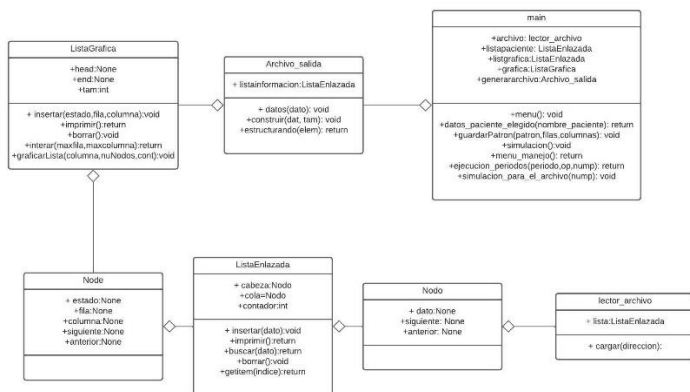 ListaGrafica
+head:None
+end:None
+tam:int
+ insertar(estado,fila,columna):void
+imprimir():return
+borrar():void
+interar(maxfila,maxcolumna):return
+graficarLista(columna,nuNodos,cont):void
Archivo_salida
+ listainformacion:ListaEnlazada
+ datos(dato): void
+construir(dat, tam): void
+estructurando(elem): return
main
+archivo: lector_archivo
+listapaciente: ListaEnlazada
+listgrafica:ListaEnlazada
+grafica:ListaGrafica
+generararchivo:Archivo_salida
+menu(): void
+datos_paciente_elegido(nombre_paciente): return
+guardarPatron(patron,filas,columnas): void
+simulacion():void
+menu_manejo(): return
+ejecucion_periodos(periodo,op,nump): return
+simulacion_para_el_archivo(nump): void
Node
+ estado:None
+fila:None
+columna:None
+siguiente:None
+anterior:None
ListaEnlazada
+ cabeza:Nodo
+cola=Nodo
+contador:int
+ insertar(dato):void
+imprimir():return
+buscar(dato):return
+borrar():void
+getitem(indice):return
Nodo
+ dato:None
+siguiente: None
+anterior: None
lector_archivo
+ lista:ListaEnlazada
+ cargar(direccion):